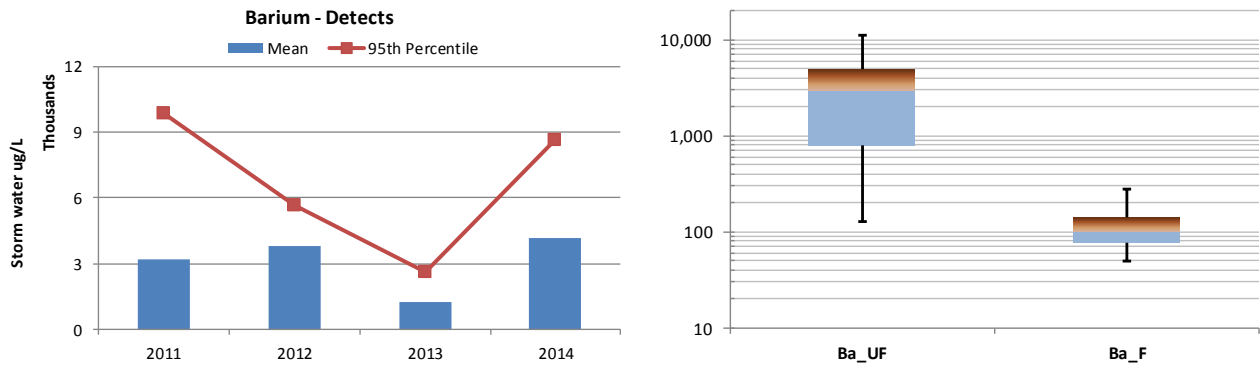 Barium - Detects
Mean 95th Percentile
Storm water ug/L
Thousands
12
9
6
3
0
2011 2012 2013 2014
10,000
1,000
100
10
Ba_UF Ba_F